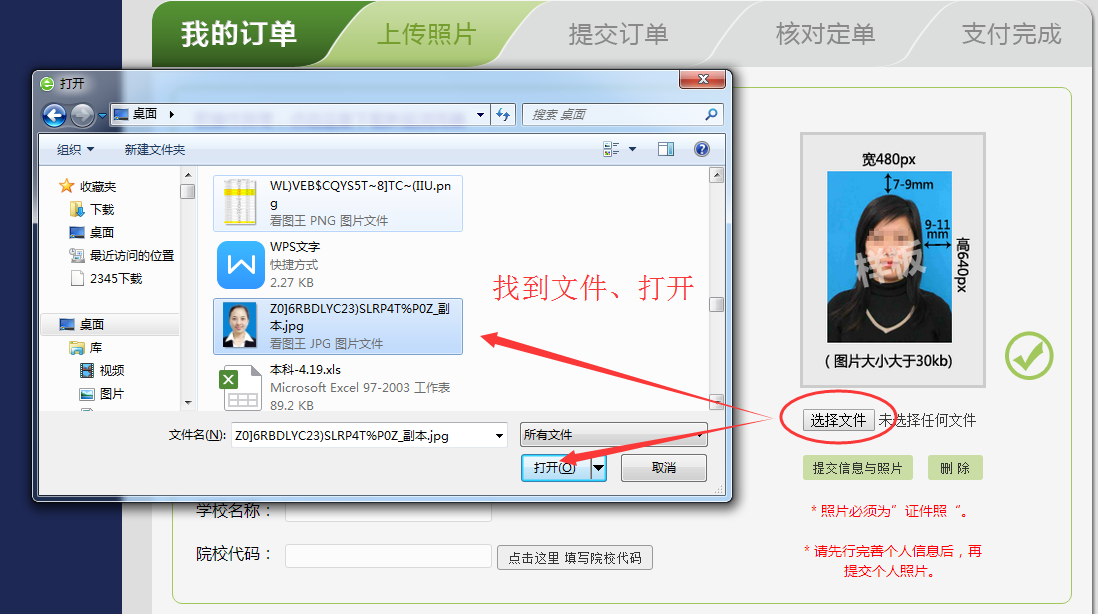 我的订单
上传照片
提交订单
核对定单
支付完成
打开
桌面
搜索 桌面
组织
新建文件夹
收藏夹
下载
桌面
最近访问的位置
2345下载
桌面
库
视频
图片
WL)VEB$CQYS5T~8]TC~(IIU.pn
g
看图王 PNG 图片文件
WPS文字
快捷方式
2.27 KB
Z0]6RBDLYC23)SLRP4T%P0Z_副
本.jpg
看图王 JPG 图片文件
本科-4.19.xls
Microsoft Excel 97-2003 工作表
89.2 KB
找到文件、打开
文件名(N):
Z0]6RBDLYC23)SLRP4T%P0Z_副本.jpg
所有文件
打开(O)
取消
宽480px
7-9mm
9-11
mm
高640px
样板
( 图片大小大于30kb)
选择文件
未选择任何文件
提交信息与照片
删 除
* 照片必须为”证件照“。
* 请先行完善个人信息后，再
提交个人照片。
学校名称：
院校代码：
点击这里 填写院校代码